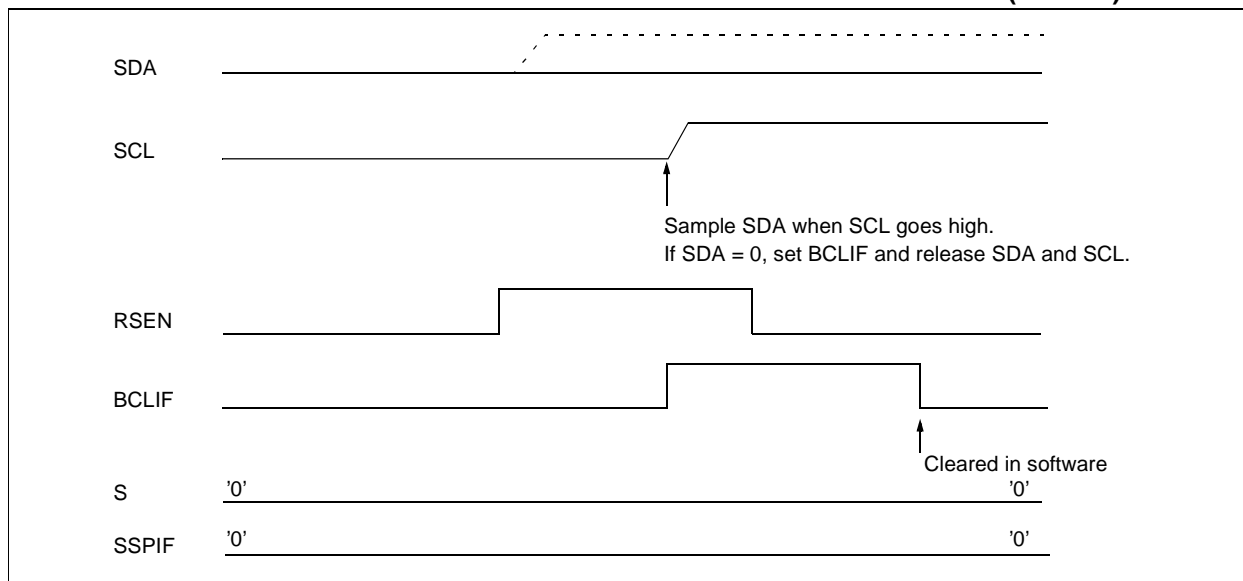 SDA
SCL
Sample SDA when SCL goes high.
If SDA = 0, set BCLIF and release SDA and SCL.
RSEN
BCLIF
Cleared in software
S '0' '0'
SSPIF '0' '0'